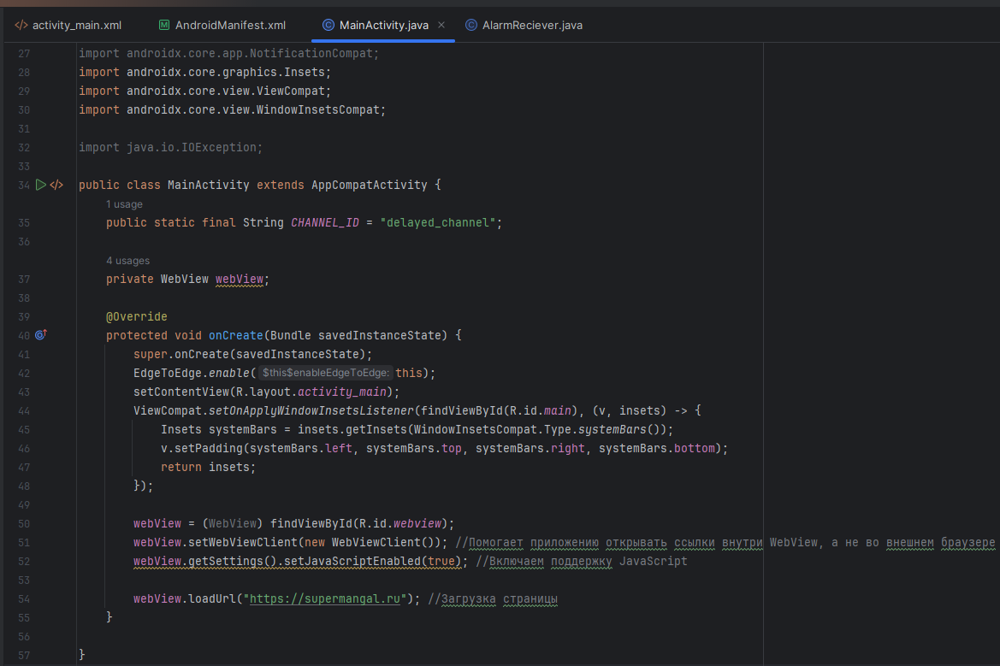 activity_main.xml AndroidManifest.xml MainActivity.java AlarmReciever.java
27 import androidx.core.app.NotificationCompat;
28 import androidx.core.graphics.Insets;
29 import androidx.core.view.ViewCompat;
30 import androidx.core.view.WindowInsetsCompat;
31
32 import java.io.IOException;
33
34 public class MainActivity extends AppCompatActivity {
1 usage
35 public static final String CHANNEL_ID = "delayed_channel";
36
4 usages
37 private WebView webView;
38
39 @Override
40 protected void onCreate(Bundle savedInstanceState) {
41 super.onCreate(savedInstanceState);
42 EdgeToEdge.enable( $this$enableEdgeToEdge: this);
43 setContentView(R.layout.activity_main);
44 ViewCompat.setOnApplyWindowInsetsListener(findViewById(R.id.main), (v, insets) -> {
45 Insets systemBars = insets.getInsets(WindowInsetsCompat.Type.systemBars());
46 v.setPadding(systemBars.left, systemBars.top, systemBars.right, systemBars.bottom);
47 return insets;
48 });
49
50 webView = (WebView) findViewById(R.id.webview);
51 webView.setWebViewClient(new WebViewClient()); //Помогает приложению открывать ссылки внутри WebView, а не во внешнем браузере
52 webView.getSettings().setJavaScriptEnabled(true); //Включаем поддержку JavaScript
53
54 webView.loadUrl("https://supermangal.ru"); //Загрузка страницы
55 }
56
57 }